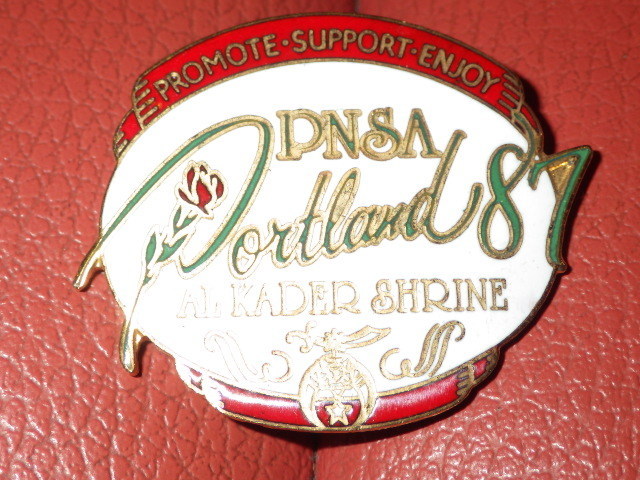 PROMOTE · SUPPORT · ENJOY
PNSA
Portland 87
AL KADER SHRINE